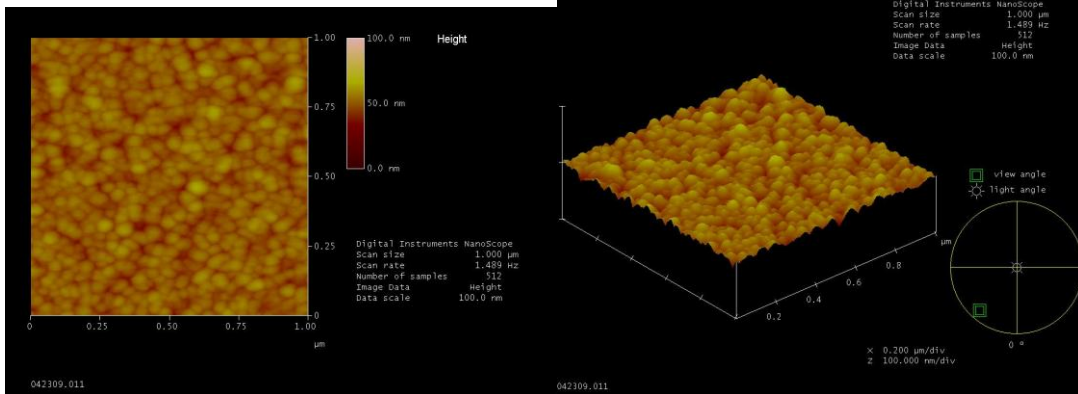 100.0 nm
Height
50.0 nm
0.0 nm
1.00
0.75
0.50
0.25
0
0 0.25 0.50 0.75 1.00
µm
Digital Instruments NanoScope
Scan size 1.000 µm
Scan rate 1.489 Hz
Number of samples 512
Image Data Height
Data scale 100.0 nm
042309.011
Digital Instruments NanoScope
Scan size 1.000 µm
Scan rate 1.489 Hz
Number of samples 512
Image Data Height
Data scale 100.0 nm
view angle
light angle
µm
0.8
0.6
0.4
0.2
X 0.200 µm/div
Z 100.000 nm/div
0 °
042309.011